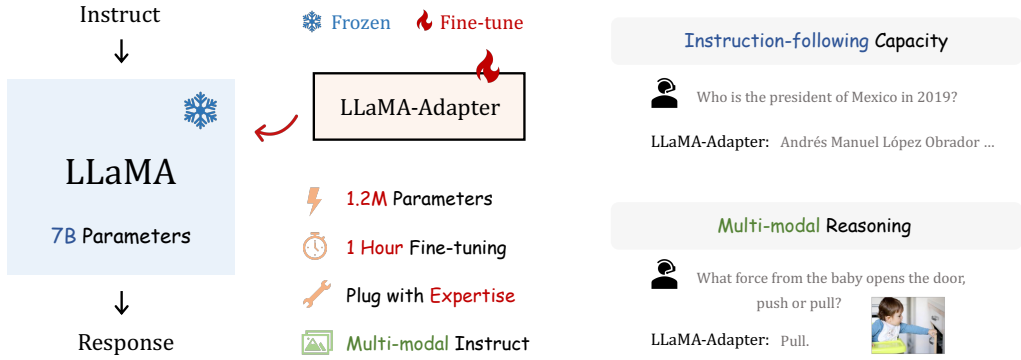 Instruct
LLaMA
7B Parameters
Response
Frozen Fine-tune
LLaMA-Adapter
1.2M Parameters
1 Hour Fine-tuning
Plug with Expertise
Multi-modal Instruct
Instruction-following Capacity
Who is the president of Mexico in 2019?
LLaMA-Adapter: Andrés Manuel López Obrador ...
Multi-modal Reasoning
What force from the baby opens the door,
push or pull?
LLaMA-Adapter: Pull.